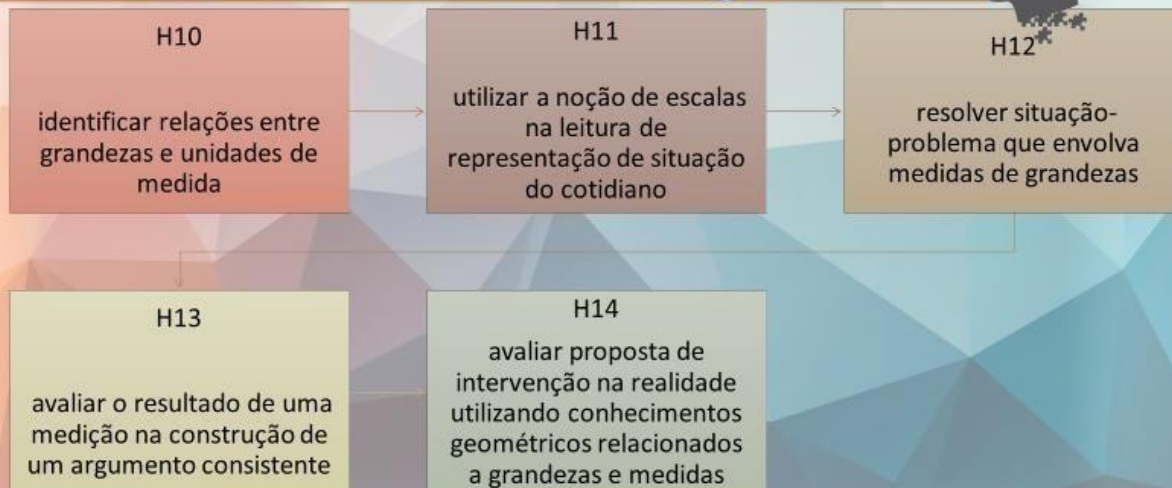 H10
identificar relações entre
grandezas e unidades de
medida
H11
utilizar a noção de escalas
na leitura de
representação de situação
do cotidiano
H12
resolver situação-
problema que envolva
medidas de grandezas
H13
avaliar o resultado de uma
medição na construção de
um argumento consistente
H14
avaliar proposta de
intervenção na realidade
utilizando conhecimentos
geométricos relacionados
a grandezas e medidas